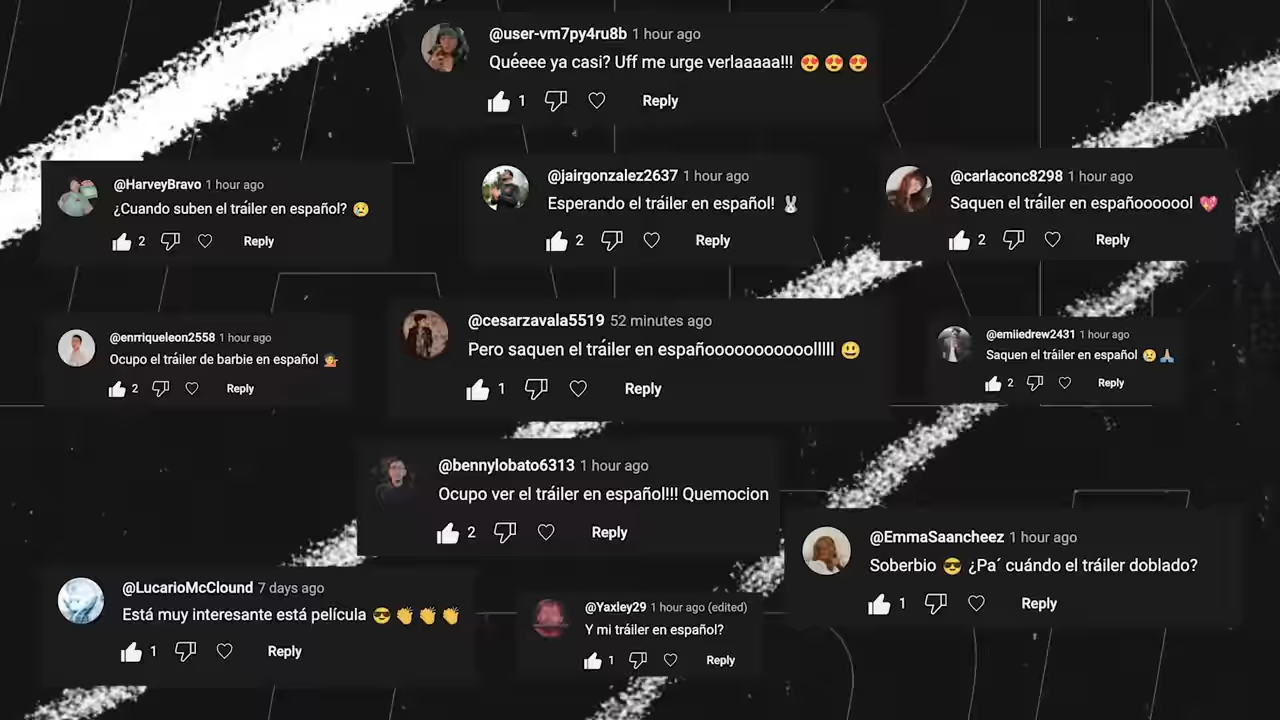 @user-vm7py4ru8b 1 hour ago
Quéeee ya casi? Uff me urge verlaaaaa!!! 😍 😍 😍
1 Reply
@HarveyBravo 1 hour ago
¿Cuando suben el tráiler en español? 😢
2 Reply
@jairgonzalez2637 1 hour ago
Esperando el tráiler en español! 🐰
2 Reply
@carlaconc8298 1 hour ago
Saquen el tráiler en españooooool 💖
2 Reply
@enrriqueleon2558 1 hour ago
Ocupo el tráiler de barbie en español 💁
2 Reply
@cesarzavala5519 52 minutes ago
Pero saquen el tráiler en españooooooooooolllll 😃
1 Reply
@emiiedrew2431 1 hour ago
Saquen el tráiler en español 😢🙏
2 Reply
@bennylobato6313 1 hour ago
Ocupo ver el tráiler en español!!! Quemocion
2 Reply
@EmmaSaancheez 1 hour ago
Soberbio 😎 ¿Pa´ cuándo el tráiler doblado?
1 Reply
@LucarioMcClound 7 days ago
Está muy interesante está película 😎 👏 👏 👏
1 Reply
@Yaxley29 1 hour ago (edited)
Y mi tráiler en español?
1 Reply